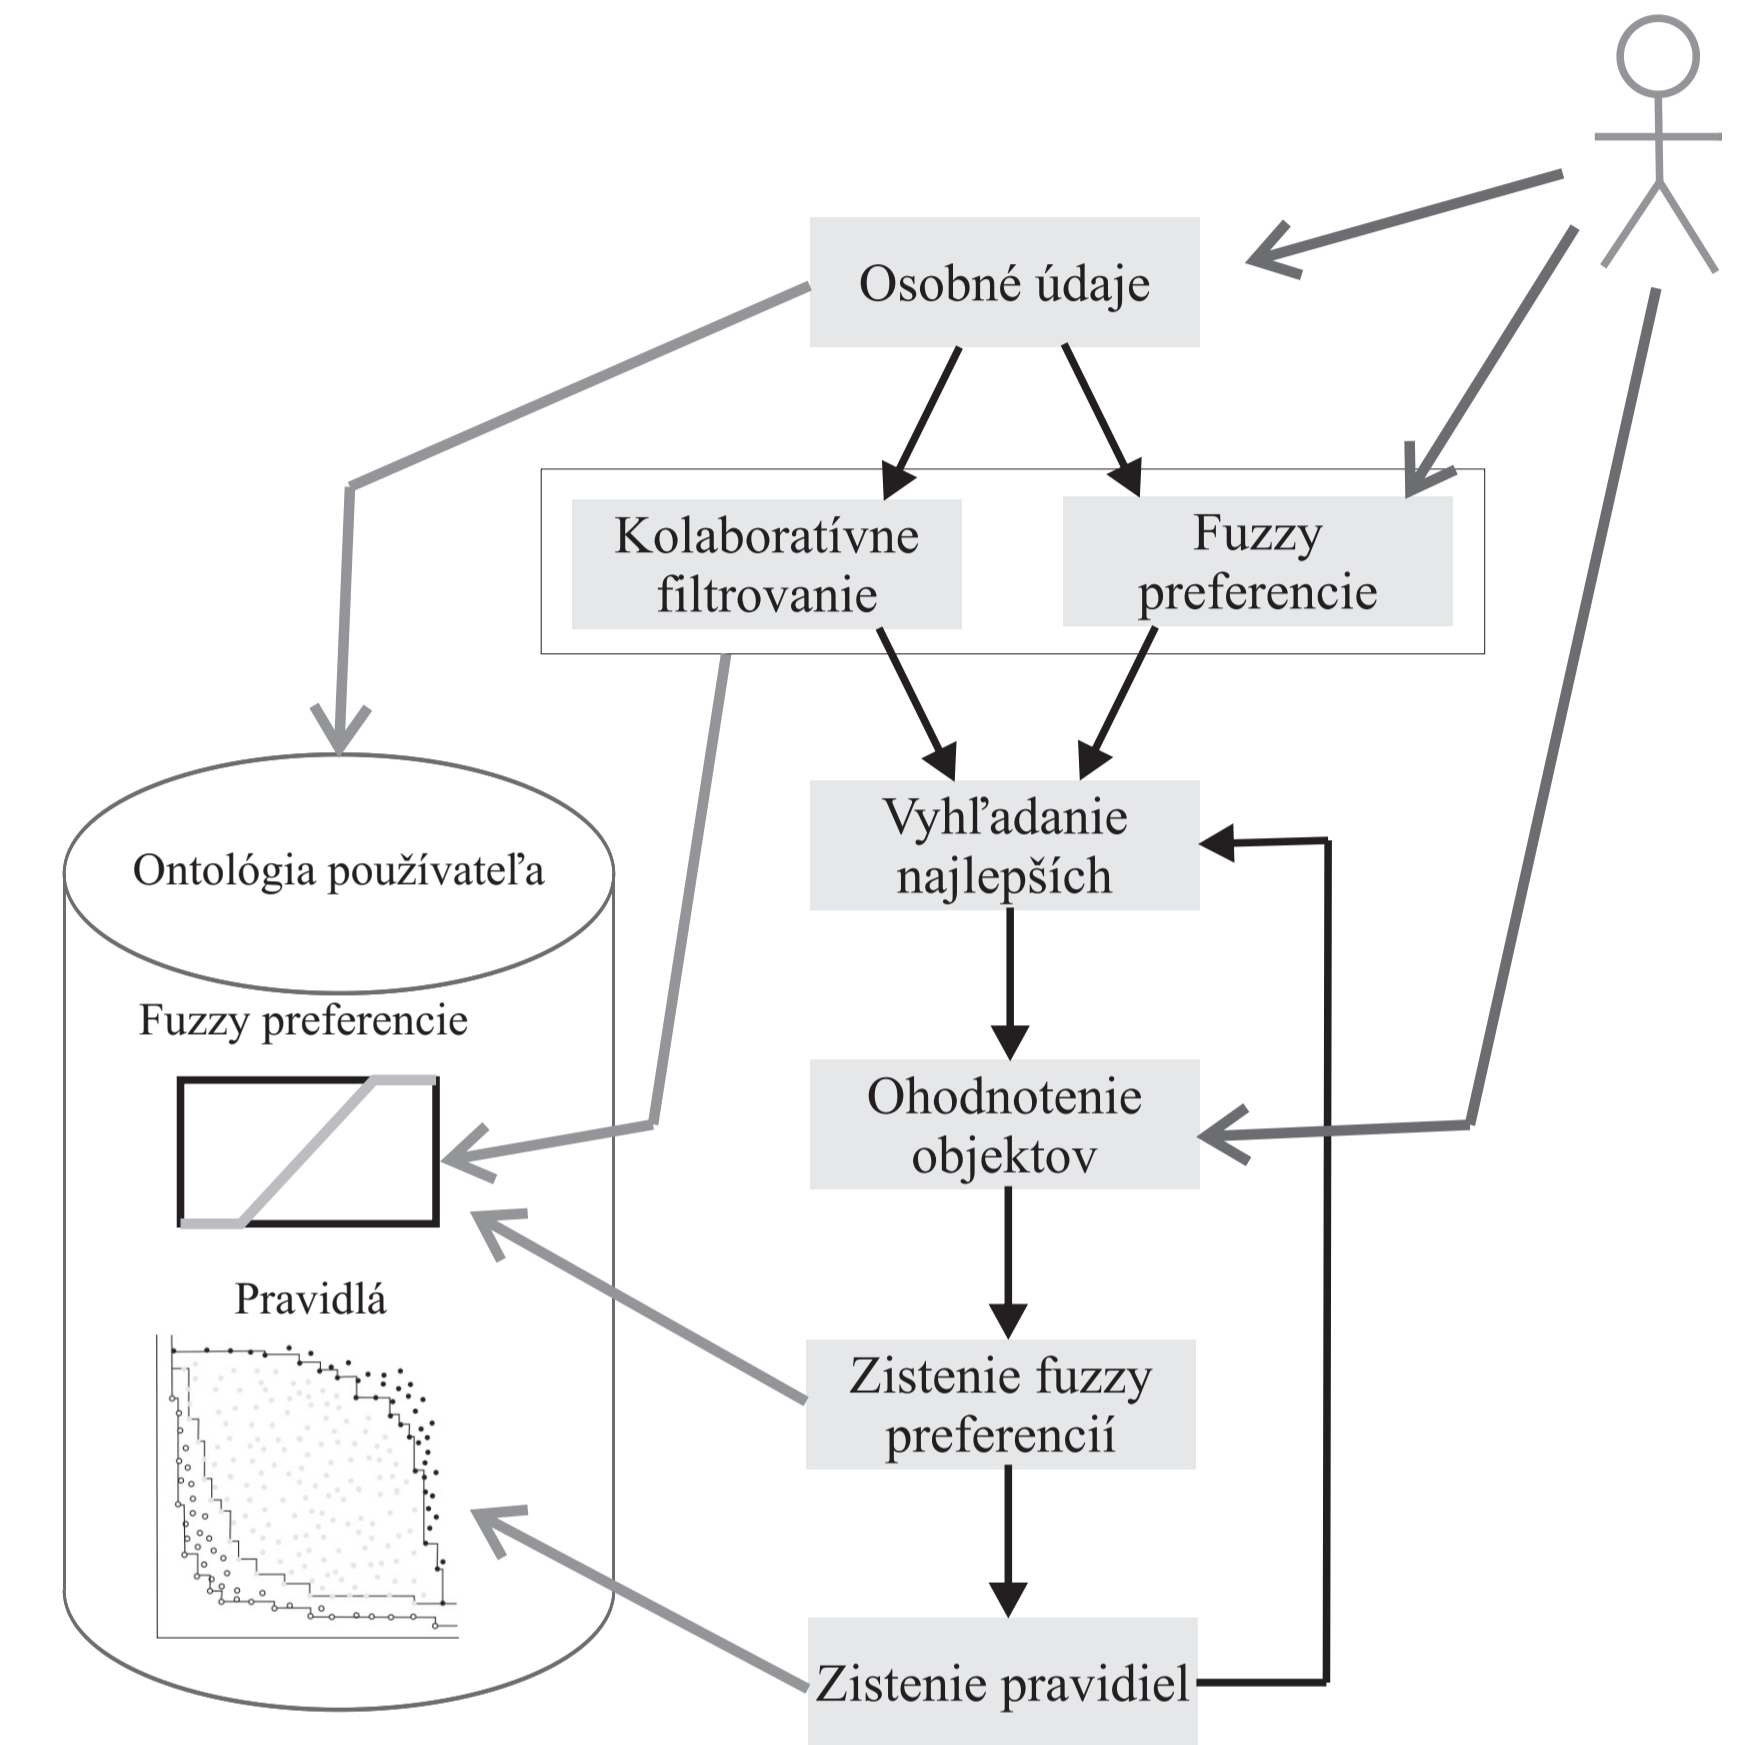 Osobné údaje
Kolaboratívne
filtrovanie
Fuzzy
preferencie
Vyhľadanie
najlepších
Ontológia používateľa
Fuzzy preferencie
Ohodnotenie
objektov
Pravidlá
Zistenie fuzzy
preferencií
Zistenie pravidiel